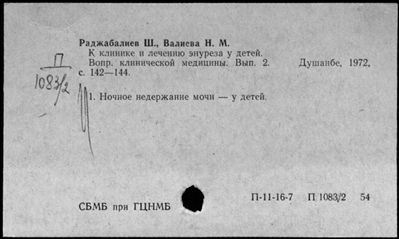 Раджабалиев Ш., Валиева Н. М.
К клинике и лечению энуреза у детей.
Вопр. клинической медицины. Вып. 2. Душанбе, 1972,
с. 142—144.
П
1083/2
1. Ночное недержание мочи — у детей.
П-11-16-7 П 1083/2 54
СБМБ при ГЦНМБ